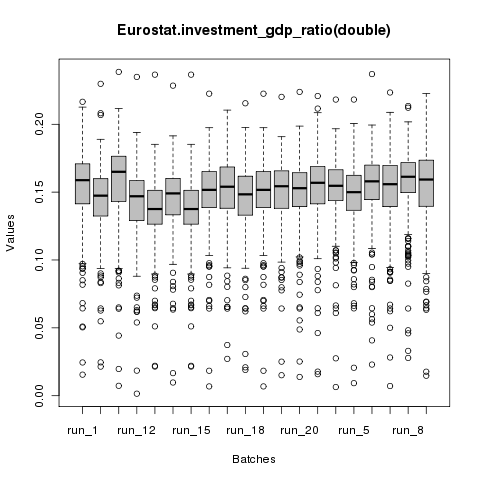 Eurostat.investment_gdp_ratio(double)
Values
0.20
0.15
0.10
0.05
0.00
run_1 run_12 run_15 run_18 run_20 run_5 run_8
Batches